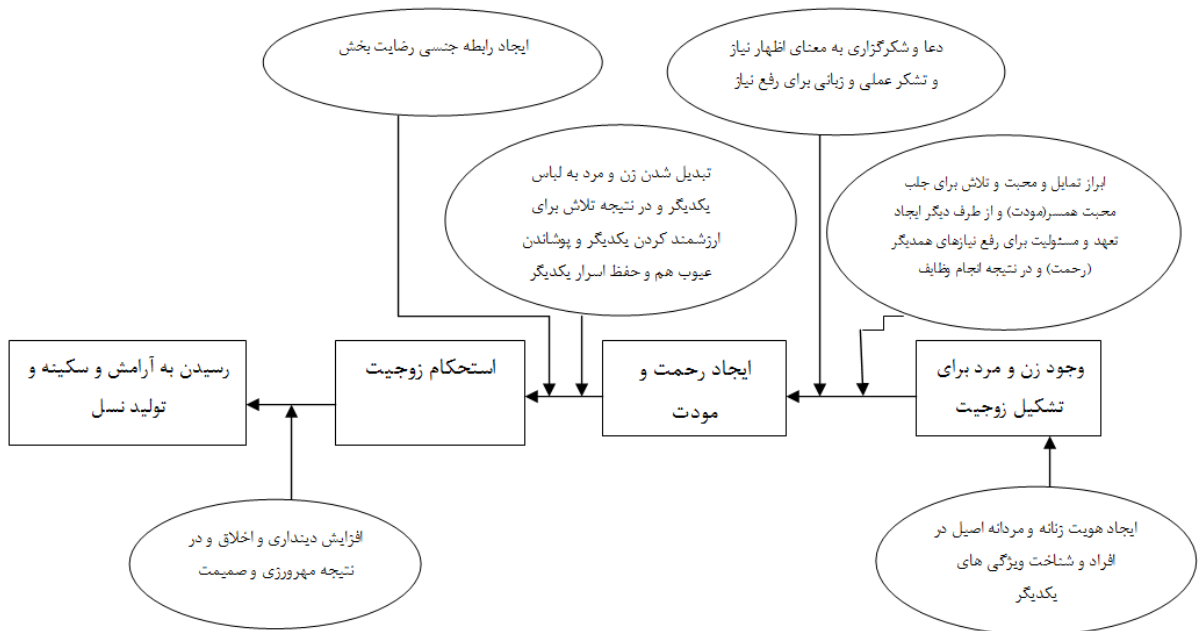 دعا و شکرگزاری به معنای اظهار نیاز
و تشکر عملی و زبانی برای رفع نیاز
ایجاد رابطه جنسی رضایت بخش
ابراز تمایل و محبت و تلاش برای جلب
محبت همسر(مودت) و از طرف دیگر ایجاد
تعهد و مسئولیت برای رفع نیازهای همدیگر
(رحمت) و در نتیجه انجام وظایف
تبدیل شدن زن و مرد به لباس
یکدیگر و در نتیجه تلاش برای
ارزشمند کردن یکدیگر و پوشاندن
عیوب هم و حفظ اسرار یکدیگر
وجود زن و مرد برای
تشکیل زوجیت
ایجاد رحمت و
مودت
استحکام زوجیت
رسیدن به آرامش و سکینه و
تولید نسل
ایجاد هویت زنانه و مردانه اصیل در
افراد و شناخت ویژگی های
یکدیگر
افزایش دینداری و اخلاق و در
نتیجه مهرورزی و صمیمت